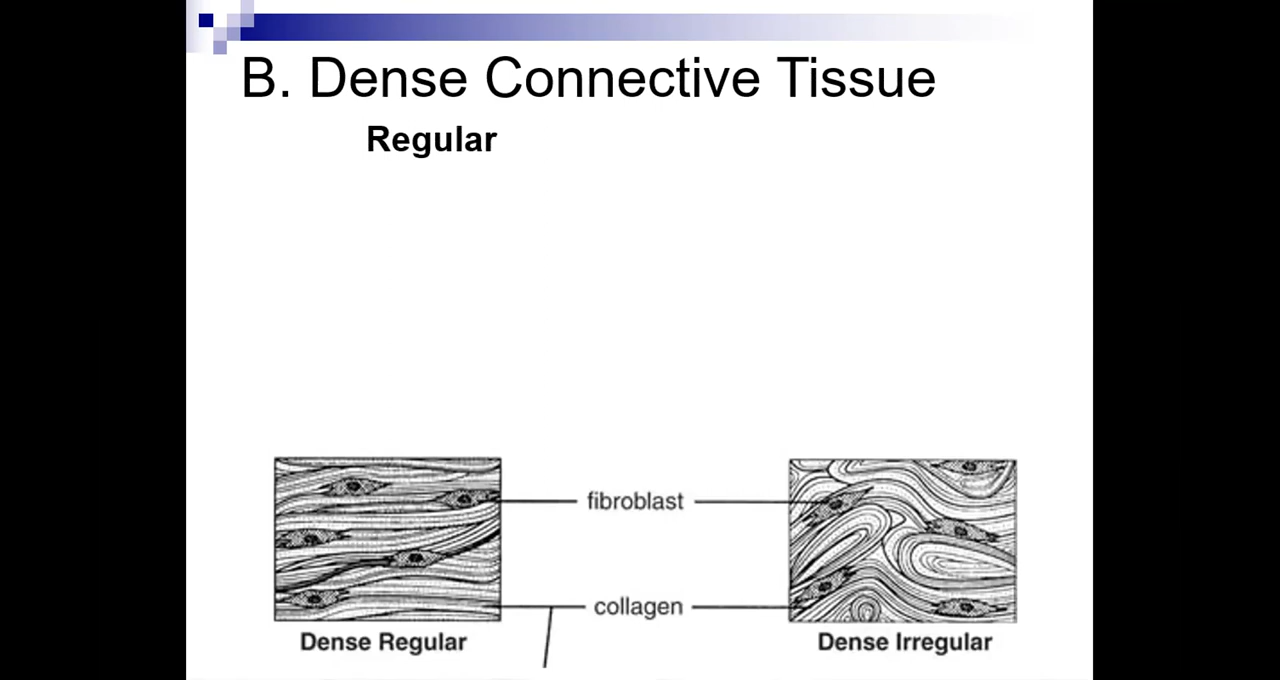 B. Dense Connective Tissue
Regular
fibroblast
collagen
Dense Regular
Dense Irregular